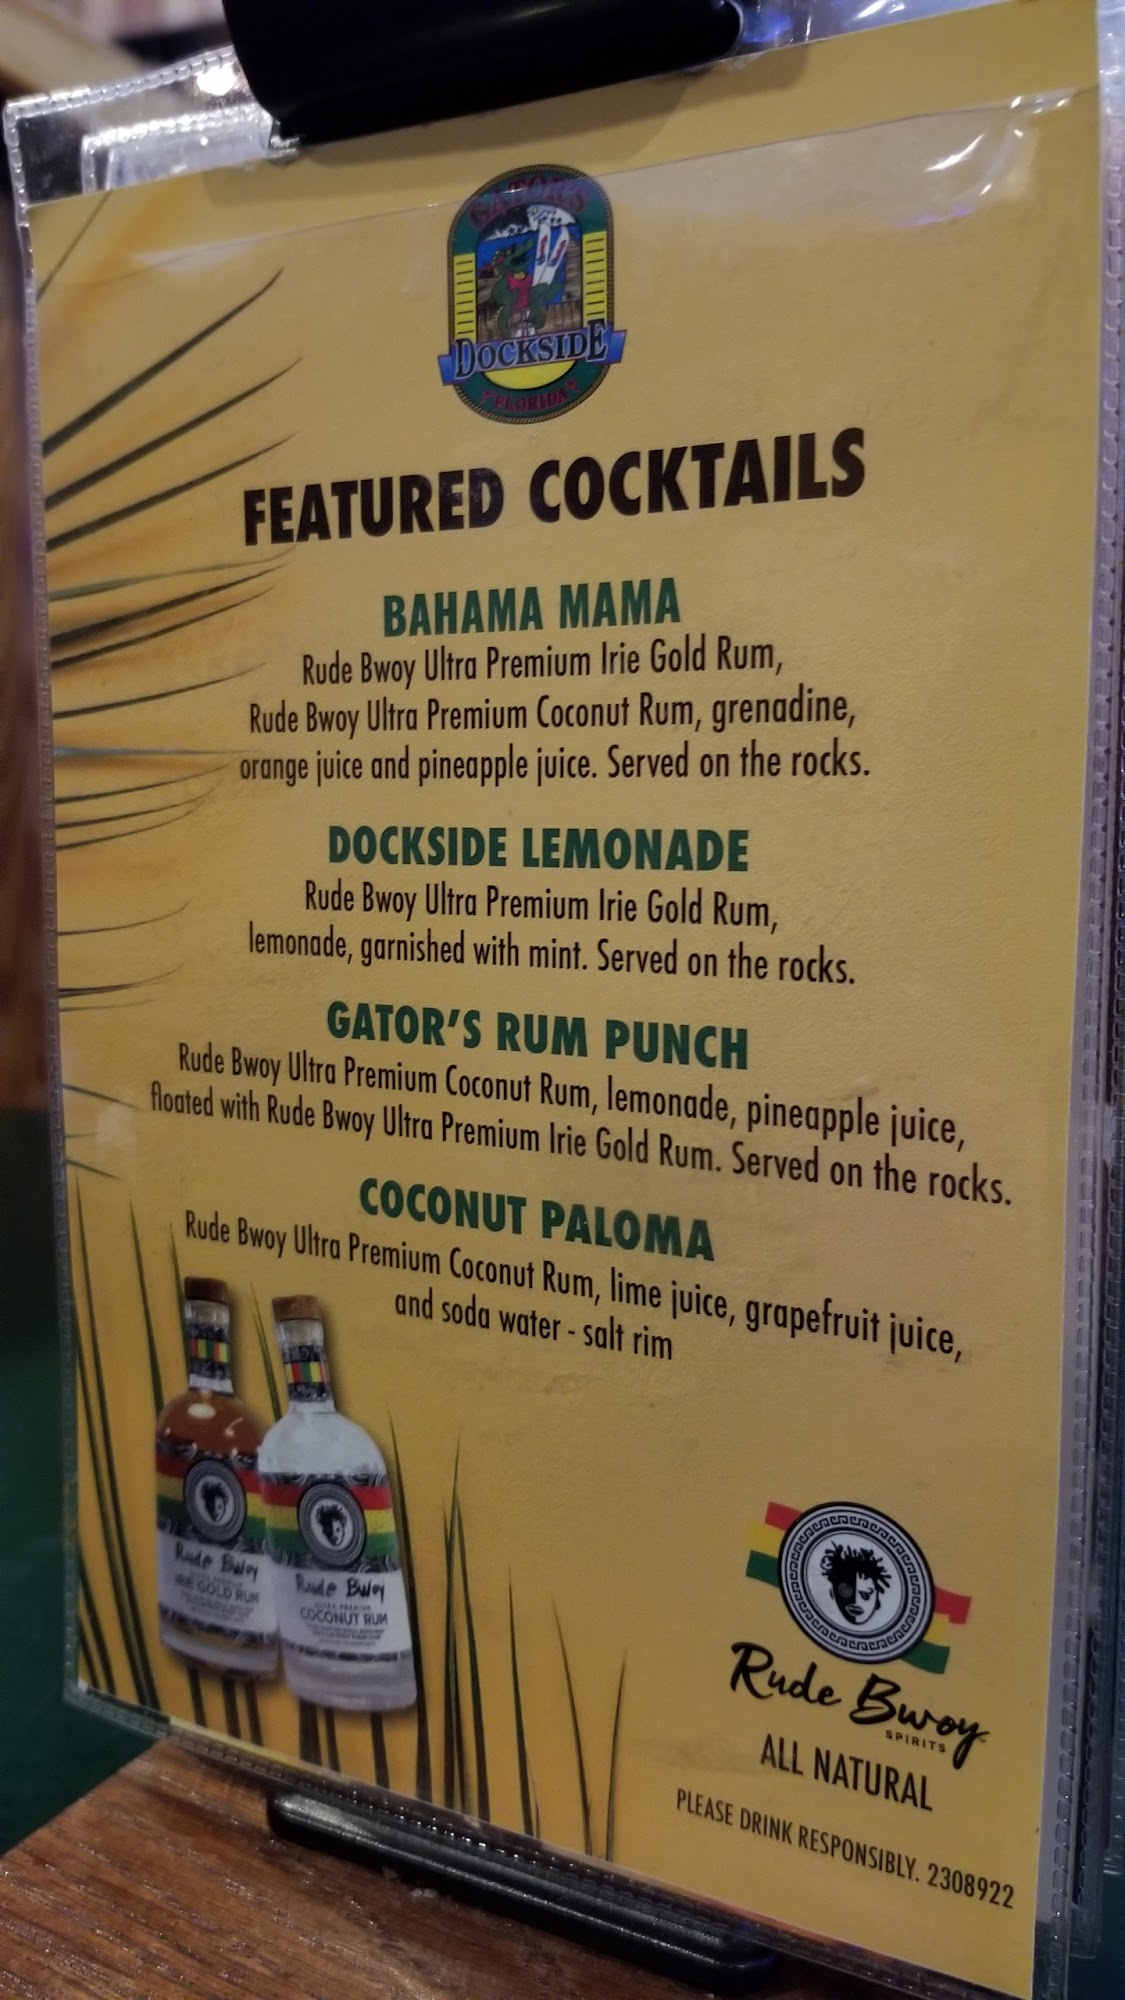 GATOR'S
DOCKSIDE
FLORIDA
FEATURED COCKTAILS
BAHAMA MAMA
Rude Bwoy Ultra Premium Irie Gold Rum,
Rude Bwoy Ultra Premium Coconut Rum, grenadine,
orange juice and pineapple juice. Served on the rocks.
DOCKSIDE LEMONADE
Rude Bwoy Ultra Premium Irie Gold Rum,
lemonade, garnished with mint. Served on the rocks.
GATOR'S RUM PUNCH
Rude Bwoy Ultra Premium Coconut Rum, lemonade, pineapple juice,
floated with Rude Bwoy Ultra Premium Irie Gold Rum. Served on the rocks.
COCONUT PALOMA
Rude Bwoy Ultra Premium Coconut Rum, lime juice, grapefruit juice,
and soda water - salt rim
Rude Bwoy
ULTRA PREMIUM
IRIE GOLD RUM
Rude Bwoy
ULTRA PREMIUM
COCONUT RUM
Rude Bwoy
SPIRITS
ALL NATURAL
PLEASE DRINK RESPONSIBLY. 2308922